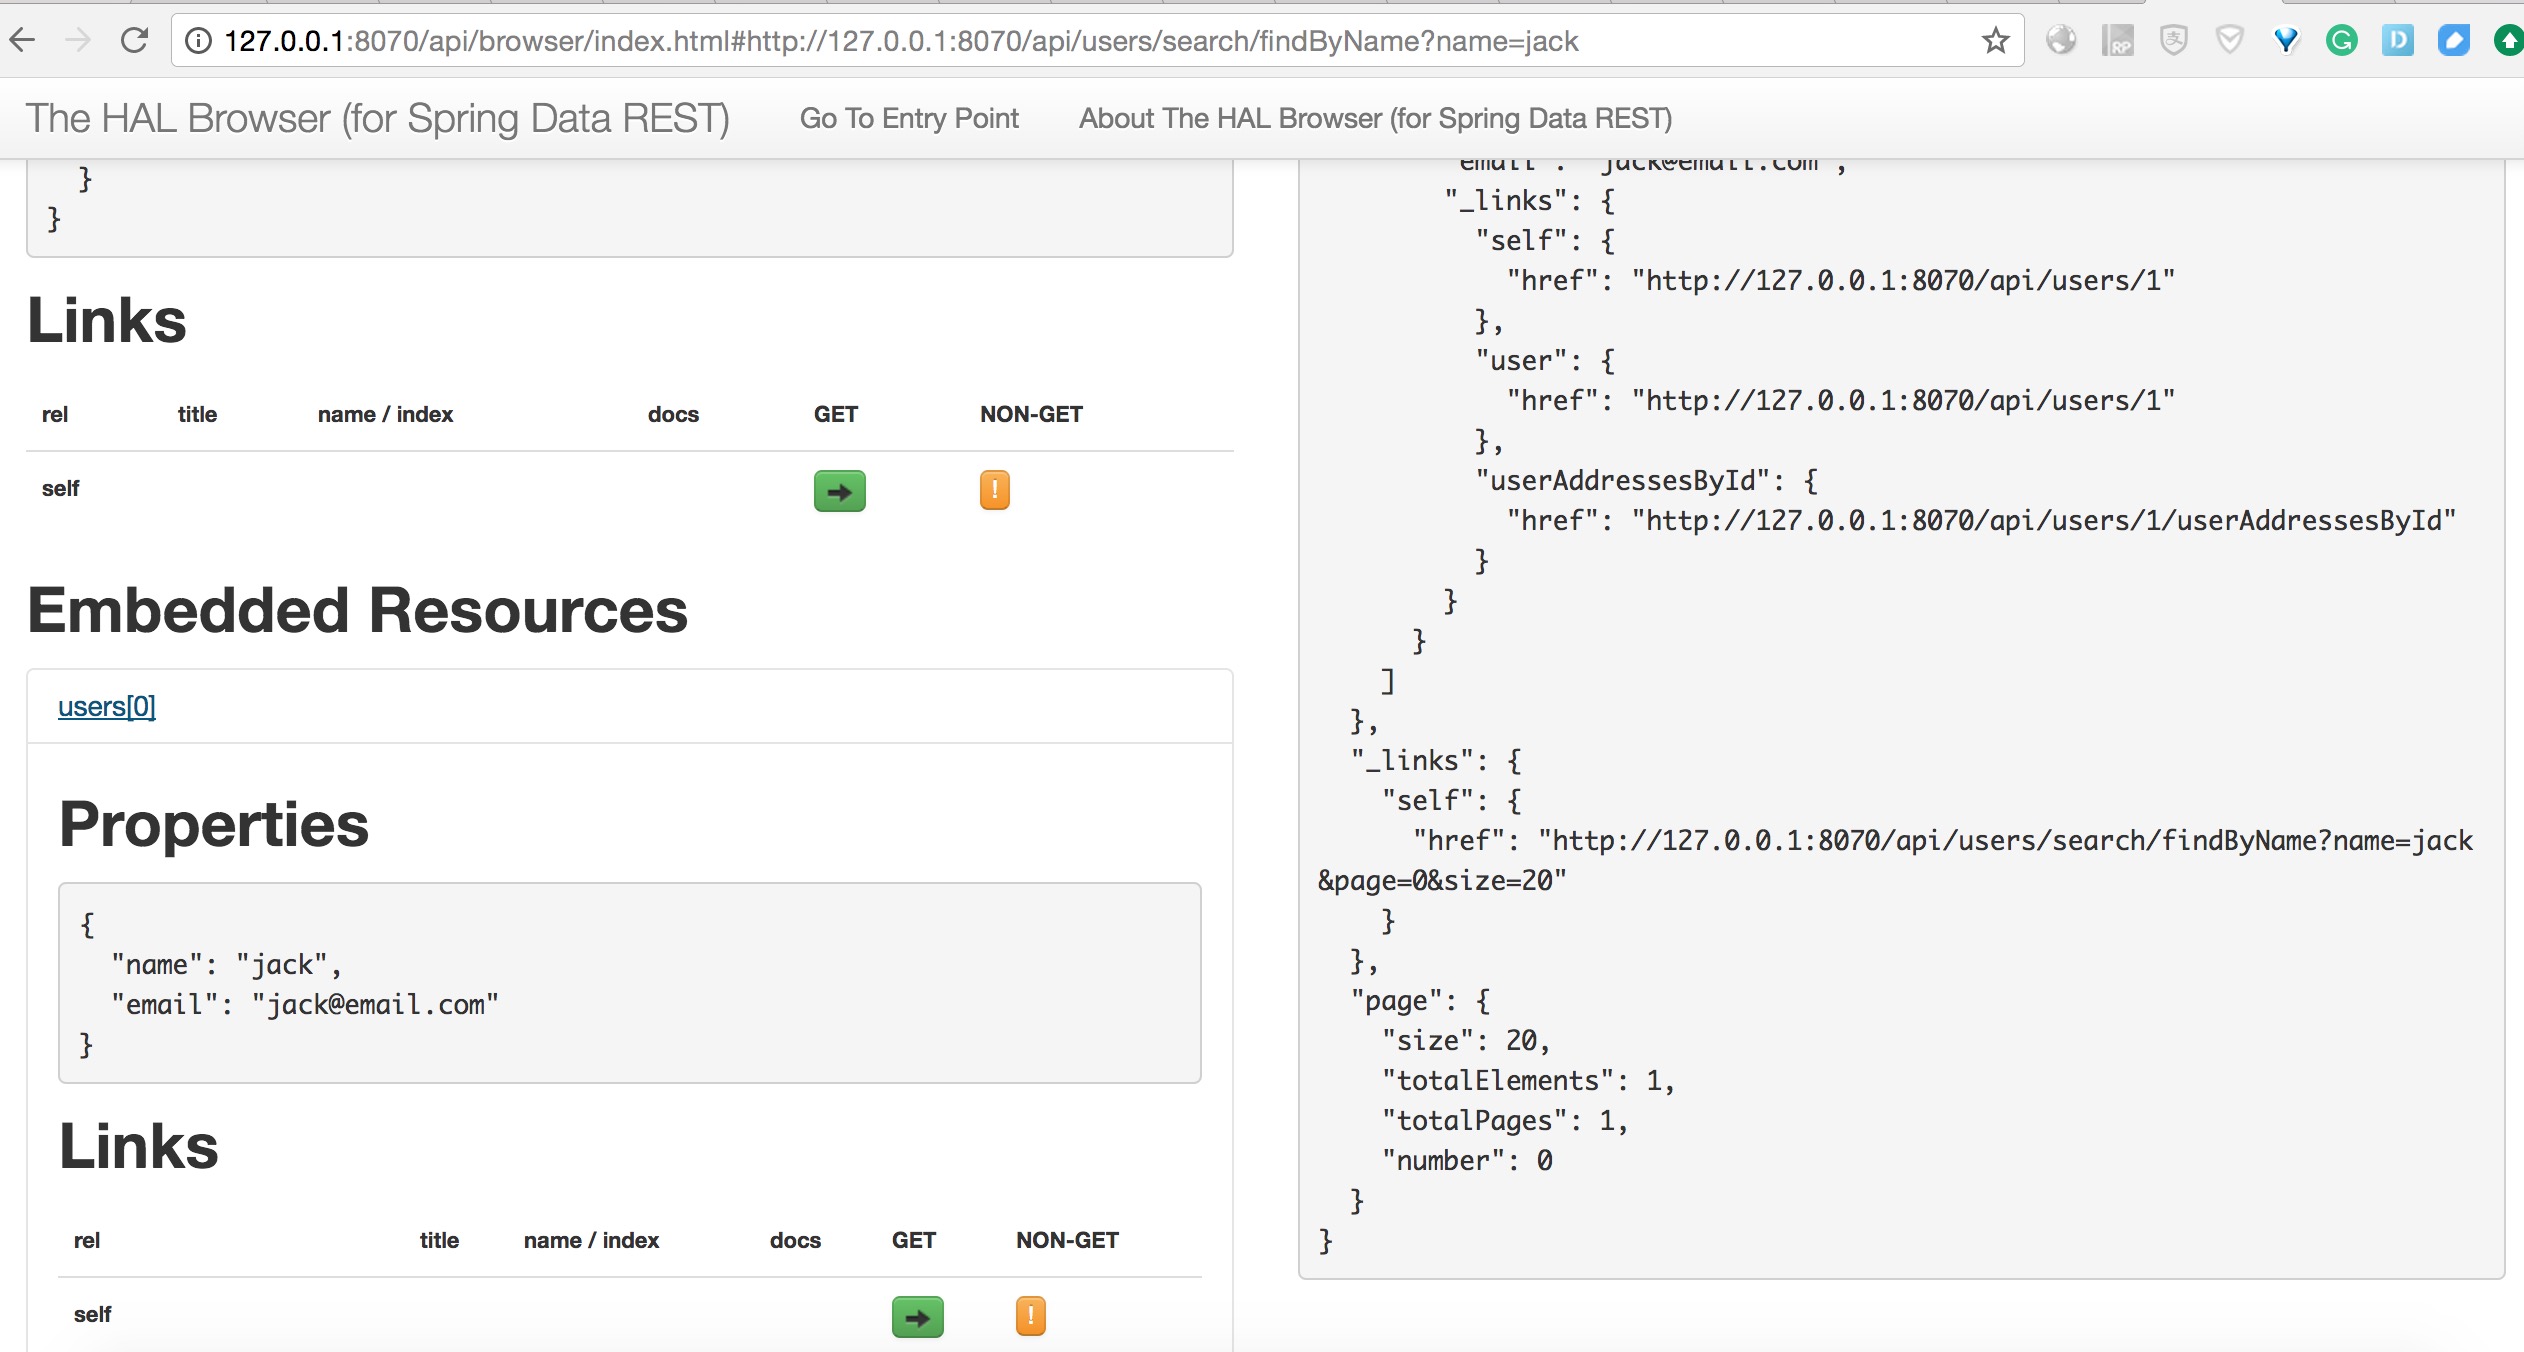 127.0.0.1:8070/api/browser/index.html#http://127.0.0.1:8070/api/users/search/findByName?name=jack
The HAL Browser (for Spring Data REST) Go To Entry Point About The HAL Browser (for Spring Data REST)
}
}
Links
rel title name / index docs GET NON-GET
self !
Embedded Resources
users[0]
Properties
{
"name": "jack",
"email": "jack@email.com"
}
Links
rel title name / index docs GET NON-GET
self !
"email": "jack@email.com",
"_links": {
"self": {
"href": "http://127.0.0.1:8070/api/users/1"
},
"user": {
"href": "http://127.0.0.1:8070/api/users/1"
},
"userAddressesById": {
"href": "http://127.0.0.1:8070/api/users/1/userAddressesById"
}
}
}
]
},
"_links": {
"self": {
"href": "http://127.0.0.1:8070/api/users/search/findByName?name=jack
&page=0&size=20"
}
},
"page": {
"size": 20,
"totalElements": 1,
"totalPages": 1,
"number": 0
}
}